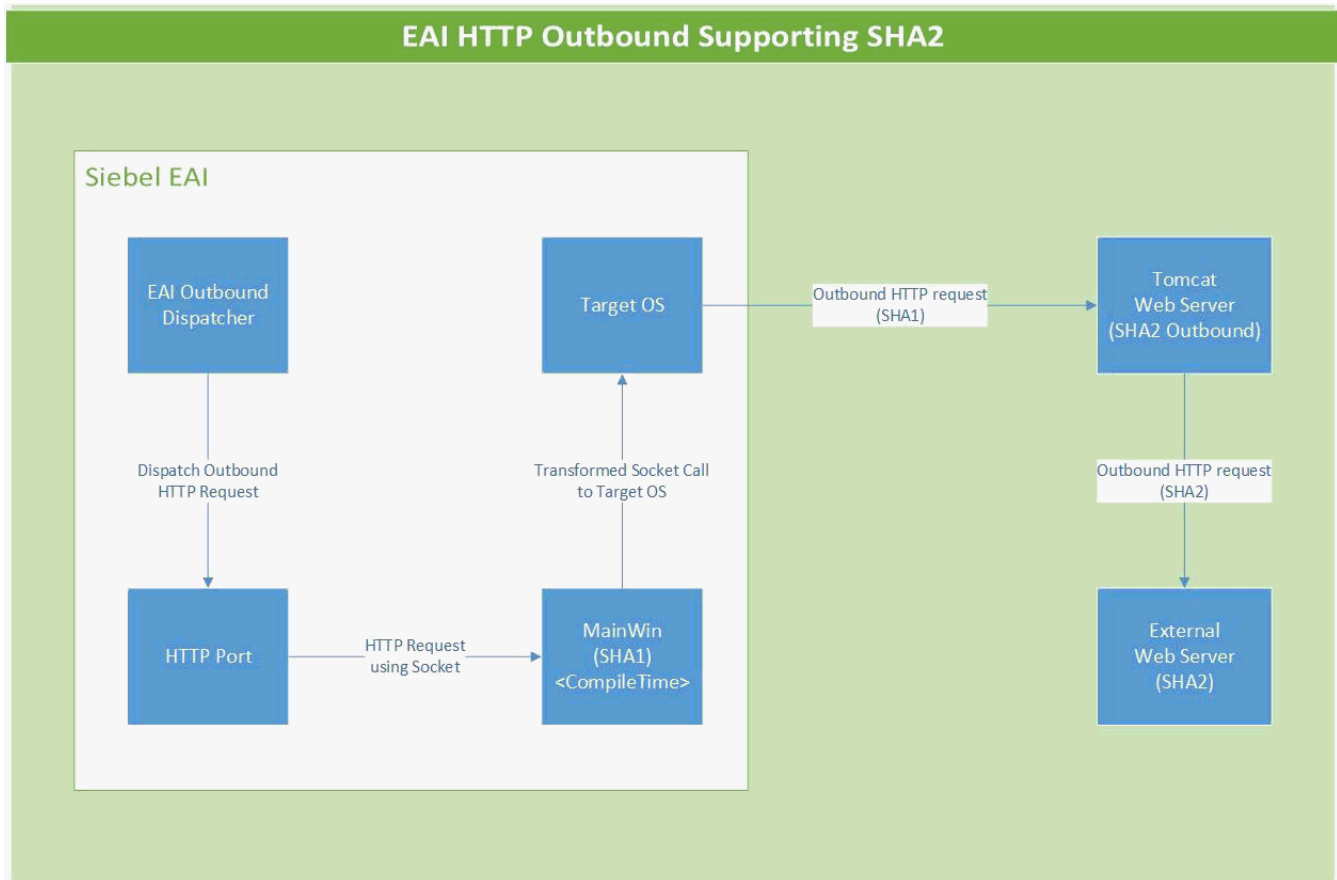 EAI HTTP Outbound Supporting SHA2
Siebel EAI
EAI Outbound
Dispatcher
Target OS
Outbound HTTP request
(SHA1)
Tomcat
Web Server
(SHA2 Outbound)
Dispatch Outbound
HTTP Request
Transformed Socket Call
to Target OS
Outbound HTTP request
(SHA2)
HTTP Port
HTTP Request
using Socket
MainWin
(SHA1)
<CompileTime>
External
Web Server
(SHA2)